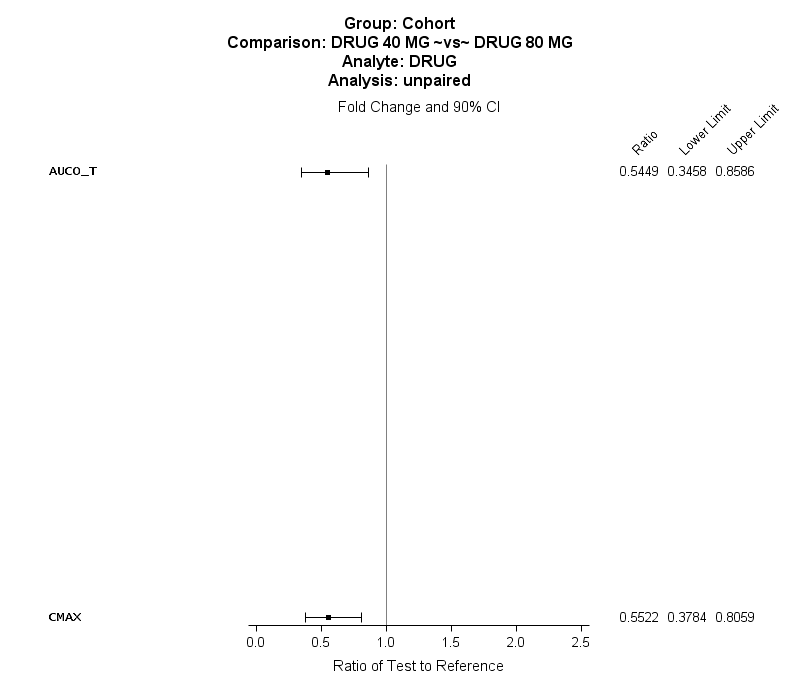 Group: Cohort
Comparison: DRUG 40 MG ~vs~ DRUG 80 MG
Analyte: DRUG
Analysis: unpaired
Fold Change and 90% CI
Ratio Lower Limit Upper Limit
AUC0_T 0.5449 0.3458 0.8586
CMAX 0.5522 0.3784 0.8059
0.0 0.5 1.0 1.5 2.0 2.5
Ratio of Test to Reference